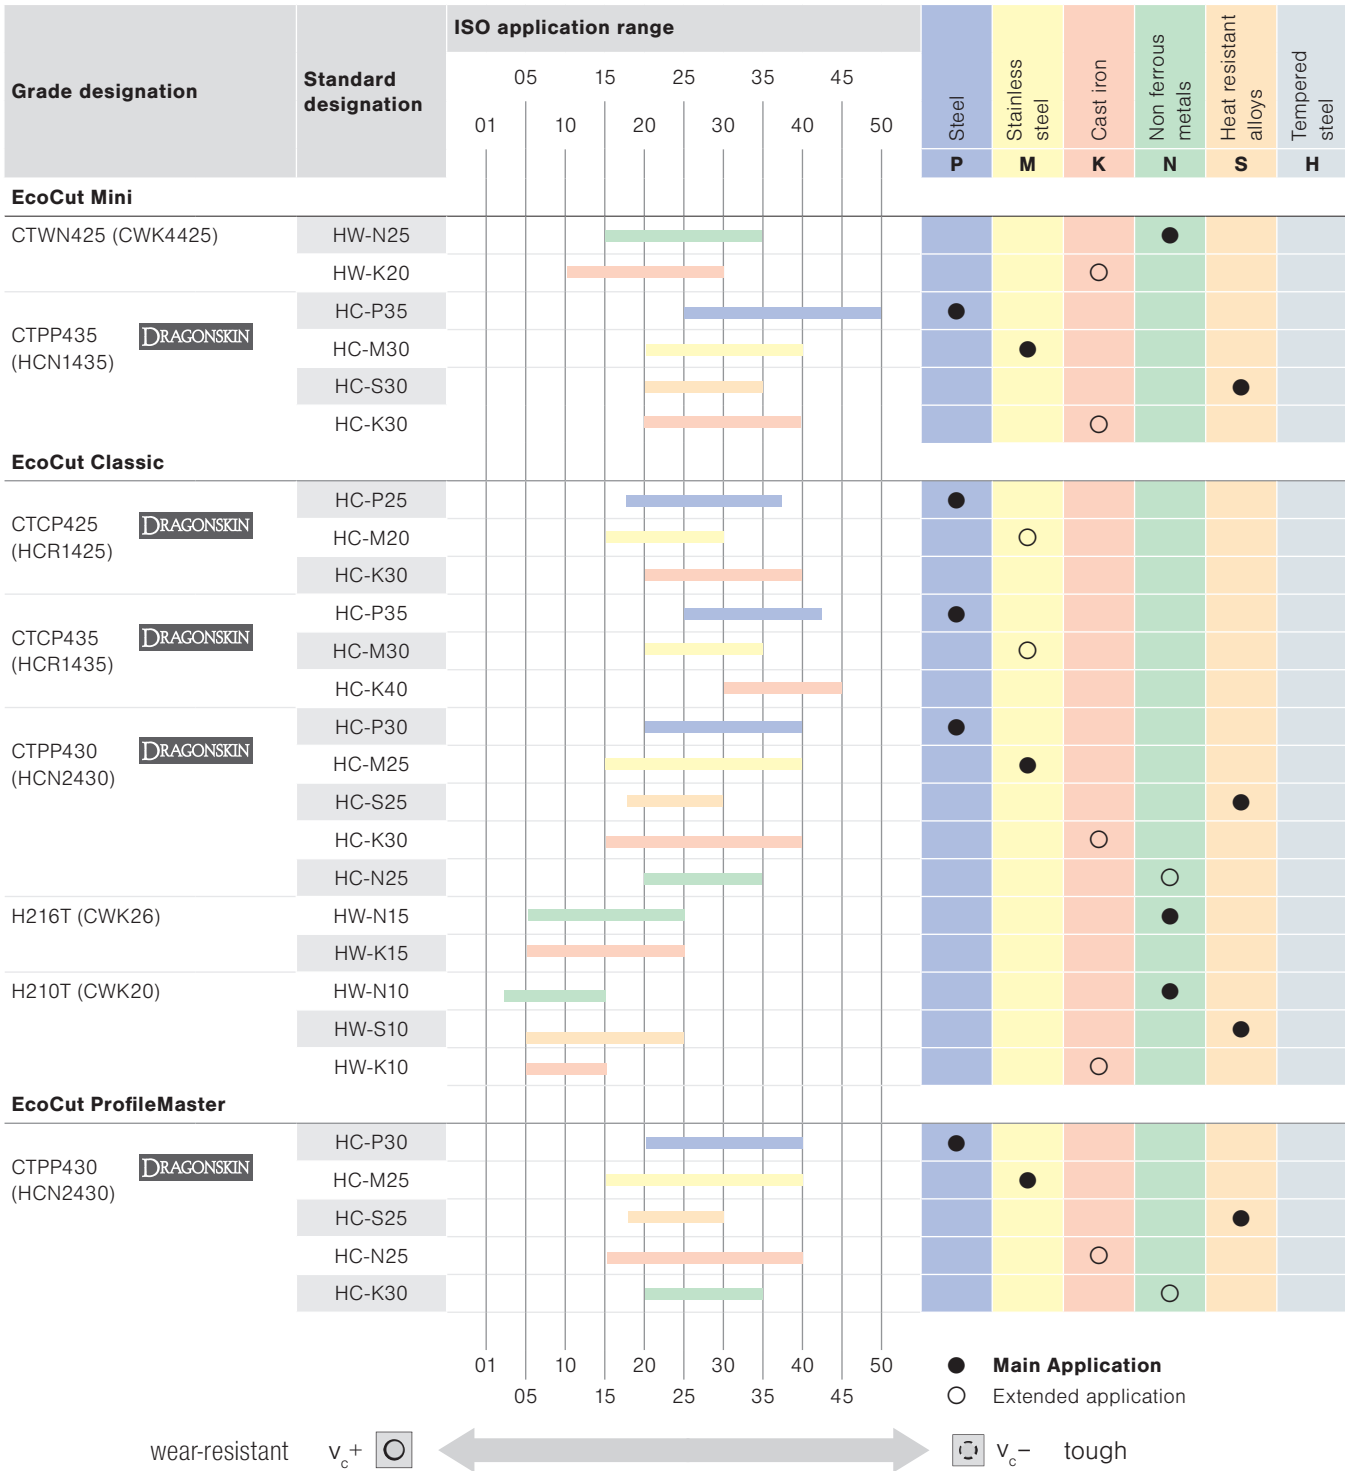 ISO application range
Grade designation
Standard
designation
05 15 25 35 45
01 10 20 30 40 50
Steel
Stainless
steel
Cast iron
Non ferrous
metals
Heat resistant
alloys
Tempered
steel
P M K N S H
EcoCut Mini
CTWN425 (CWK4425) HW-N25
HW-K20
CTPP435
(HCN1435)
DRAGONSKIN
HC-P35
HC-M30
HC-S30
HC-K30
EcoCut Classic
CTCP425
(HCR1425)
DRAGONSKIN
HC-P25
HC-M20
HC-K30
CTCP435
(HCR1435)
DRAGONSKIN
HC-P35
HC-M30
HC-K40
CTPP430
(HCN2430)
DRAGONSKIN
HC-P30
HC-M25
HC-S25
HC-K30
HC-N25
H216T (CWK26) HW-N15
HW-K15
H210T (CWK20) HW-N10
HW-S10
HW-K10
EcoCut ProfileMaster
CTPP430
(HCN2430)
DRAGONSKIN
HC-P30
HC-M25
HC-S25
HC-N25
HC-K30
01 10 20 30 40 50
05 15 25 35 45
Main Application
Extended application
wear-resistant vc+
vc– tough